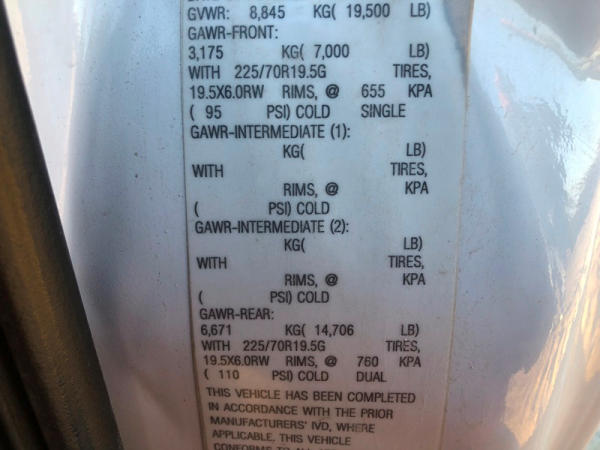 GVWR: 8,845 KG( 19,500 LB)
GAWR-FRONT:
3,175 KG( 7,000 LB)
WITH 225/70R19.5G TIRES,
19.5X6.0RW RIMS, @ 655 KPA
( 95 PSI) COLD SINGLE
GAWR-INTERMEDIATE (1):
KG( LB)
WITH TIRES,
RIMS, @ KPA
( PSI) COLD
GAWR-INTERMEDIATE (2):
KG( LB)
WITH TIRES,
RIMS, @ KPA
( PSI) COLD
GAWR-REAR:
6,671 KG( 14,706 LB)
WITH 225/70R19.5G TIRES,
19.5X6.0RW RIMS, @ 760 KPA
( 110 PSI) COLD DUAL
THIS VEHICLE HAS BEEN COMPLETED
IN ACCORDANCE WITH THE PRIOR
MANUFACTURERS' IVD, WHERE
APPLICABLE, THIS VEHICLE
CONFORMS TO ALL